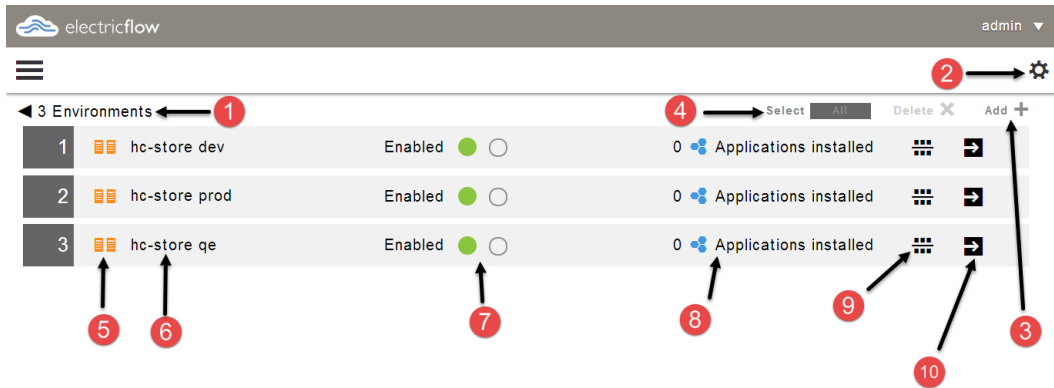 electricflow
admin
2
3 Environments 1 4 Select All Delete Add
1 hc-store dev Enabled 0 Applications installed
2 hc-store prod Enabled 0 Applications installed
3 hc-store qe Enabled 0 Applications installed
5 6 7 8 9 3
10